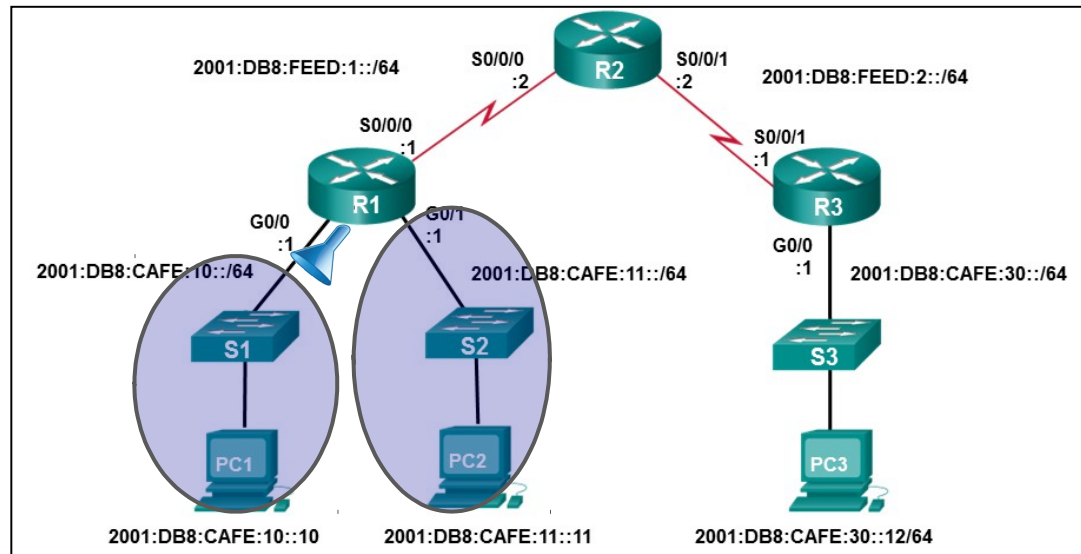 2001:DB8:FEED:1::/64
S0/0/0
:2
R2
S0/0/1
:2
2001:DB8:FEED:2::/64
S0/0/0
:1
R1
S0/0/1
:1
R3
G0/0
:1
G0/1
:1
G0/0
:1
2001:DB8:CAFE:10::/64
2001:DB8:CAFE:11::/64
2001:DB8:CAFE:30::/64
S1
S2
S3
PC1
PC2
PC3
2001:DB8:CAFE:10::10
2001:DB8:CAFE:11::11
2001:DB8:CAFE:30::12/64